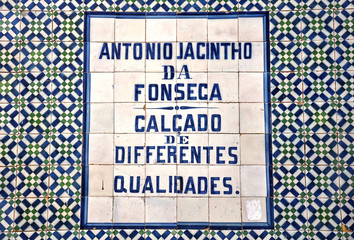 ANTONIO JACINTHO
DA
FONSECA
CALÇADO
DE
DIFFERENTES
QUALIDADES.